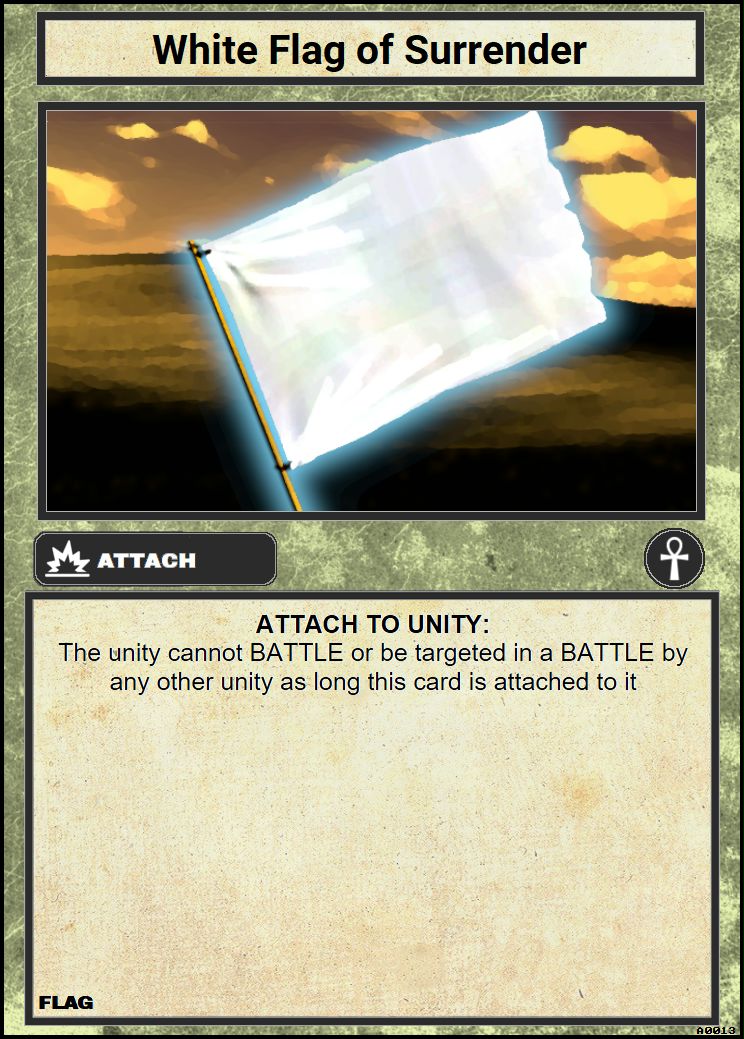 White Flag of Surrender
ATTACH
ATTACH TO UNITY:
The unity cannot BATTLE or be targeted in a BATTLE by
any other unity as long this card is attached to it
FLAG
A0013